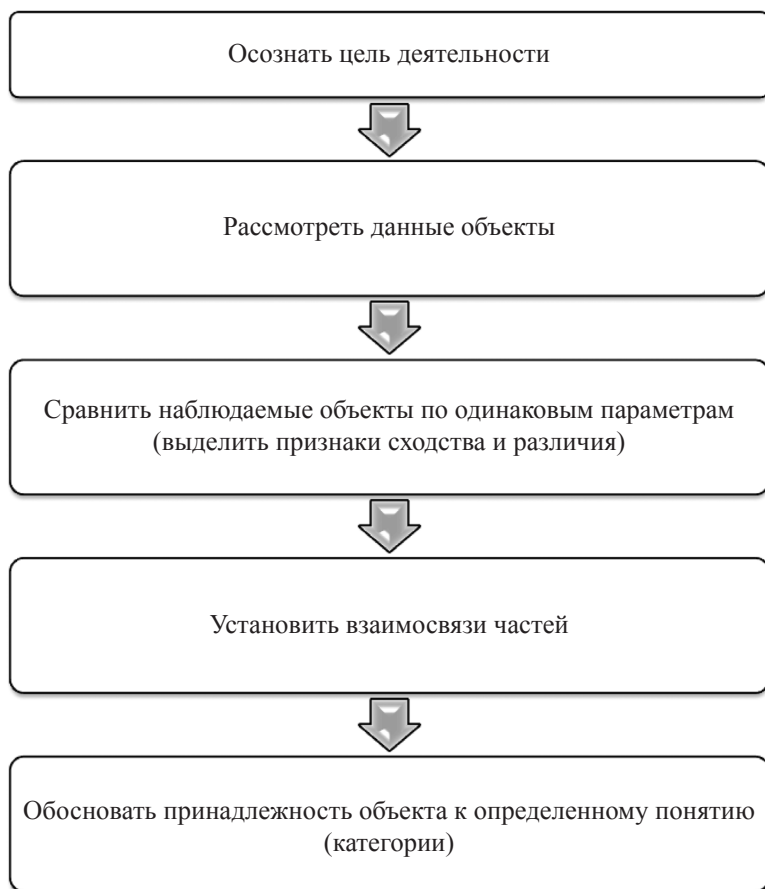 Осознать цель деятельности
Рассмотреть данные объекты
Сравнить наблюдаемые объекты по одинаковым параметрам
(выделить признаки сходства и различия)
Установить взаимосвязи частей
Обосновать принадлежность объекта к определенному понятию
(категории)